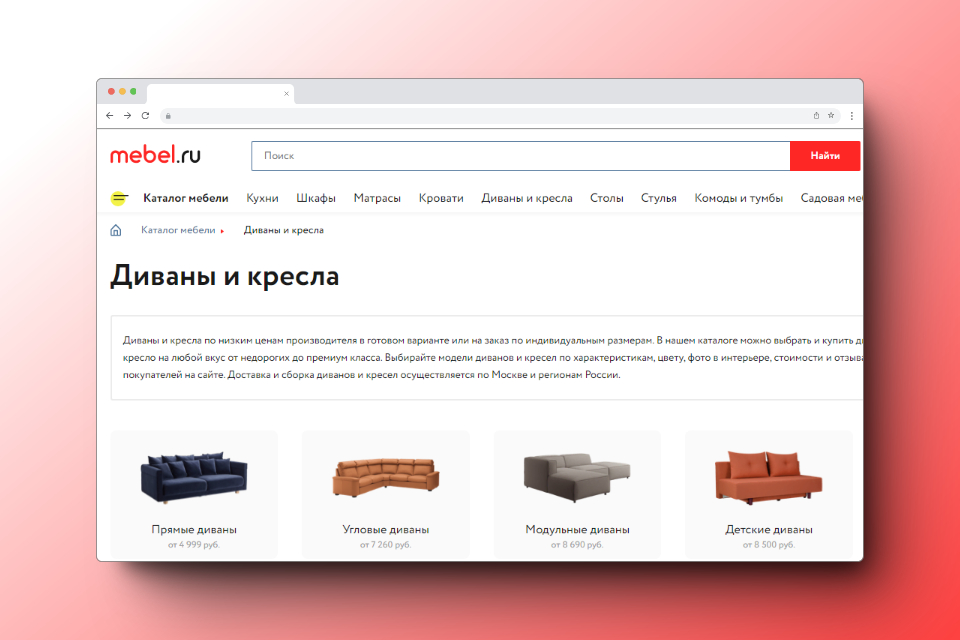 mebel.ru
Поиск
Найти
Каталог мебели Кухни Шкафы Матрасы Кровати Диваны и кресла Столы Стулья Комоды и тумбы Садовая ме
Каталог мебели Диваны и кресла
Диваны и кресла
Диваны и кресла по низким ценам производителя в готовом варианте или на заказ по индивидуальным размерам. В нашем каталоге можно выбрать и купить д
кресло на любой вкус от недорогих до премиум класса. Выбирайте модели диванов и кресел по характеристикам, цвету, фото в интерьере, стоимости и отзыва
покупателей на сайте. Доставка и сборка диванов и кресел осуществляется по Москве и регионам России.
Прямые диваны Угловые диваны Модульные диваны Детские диваны
от 4 999 руб. от 7 260 руб. от 8 690 руб. от 8 500 руб.